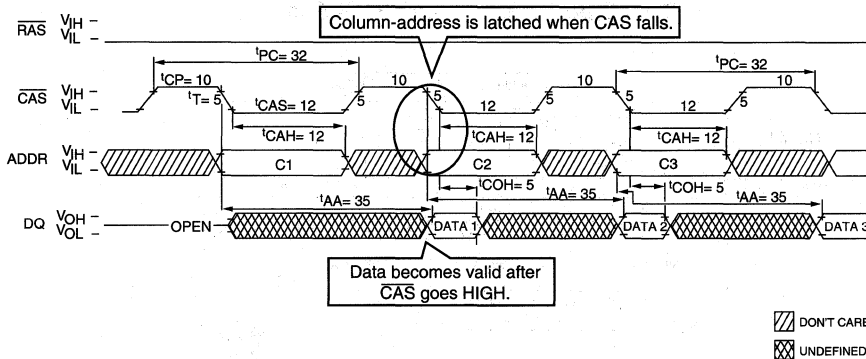 Column-address is latched when CAS falls.
RAS VIH
VIL
tPC= 32
tPC= 32
tCP= 10
10
10
10
CAS VIH
VIL
tT= 5
tCAS= 12
5
5
12
5
5
12
5
tCAH= 12
tCAH= 12
tCAH= 12
ADDR VIH
VIL
C1
C2
C3
tCOH= 5
tCOH= 5
tAA= 35
tAA= 35
tAA= 35
DQ VOH
VOL
OPEN
DATA 1
DATA 2
DATA 3
Data becomes valid after
CAS goes HIGH.
DON'T CARE
UNDEFINED